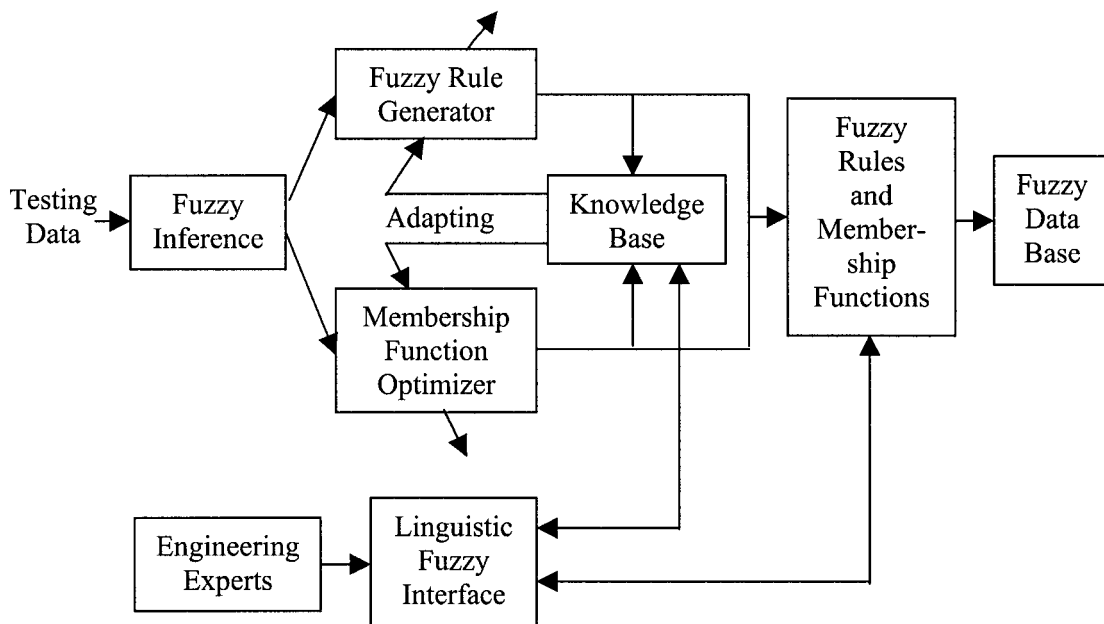 Testing
Data
Fuzzy
Inference
Fuzzy Rule
Generator
Adapting
Membership
Function
Optimizer
Knowledge
Base
Fuzzy
Rules
and
Member-
ship
Functions
Fuzzy
Data
Base
Engineering
Experts
Linguistic
Fuzzy
Interface